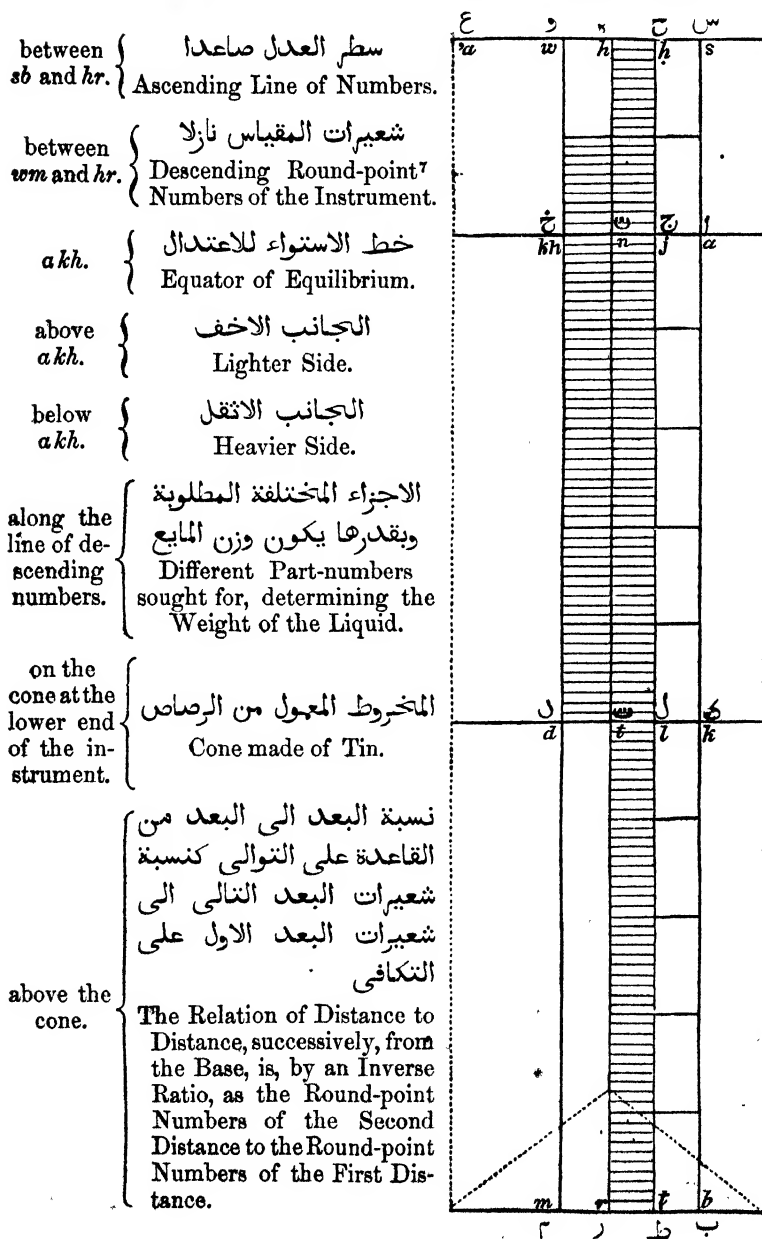 between
sb and hr.
سطر العدل صاعدا
Ascending Line of Numbers.
between
wm and hr.
شعيرات المقياس نازلا
Descending Round-point⁷
Numbers of the Instrument.
akh.
خط الاستواء للاعتدال
Equator of Equilibrium.
above
akh.
الجانب الاخف
Lighter Side.
below
akh.
الجانب الاثقل
Heavier Side.
along the
line of de-
scending
numbers.
الاجزاء المختلفة المطلوبة
وبقدرها يكون وزن المايع
Different Part-numbers
sought for, determining the
Weight of the Liquid.
on the
cone at the
lower end
of the in-
strument.
المخروط المعمول من الرصاص
Cone made of Tin.
above the
cone.
نسبة البعد الى البعد من
القاعدة على التوالى كنسبة
شعيرات البعد التالى الى
شعيرات البعد الاول على
التكافى
The Relation of Distance to
Distance, successively, from
the Base, is, by an Inverse
Ratio, as the Round-point
Numbers of the Second
Distance to the Round-point
Numbers of the First Dis-
tance.
ع و ح س
'a w h ḥ s
خ ن ج ا
kh n j a
ل
d t l k
m r ṭ b
م ر ط ب